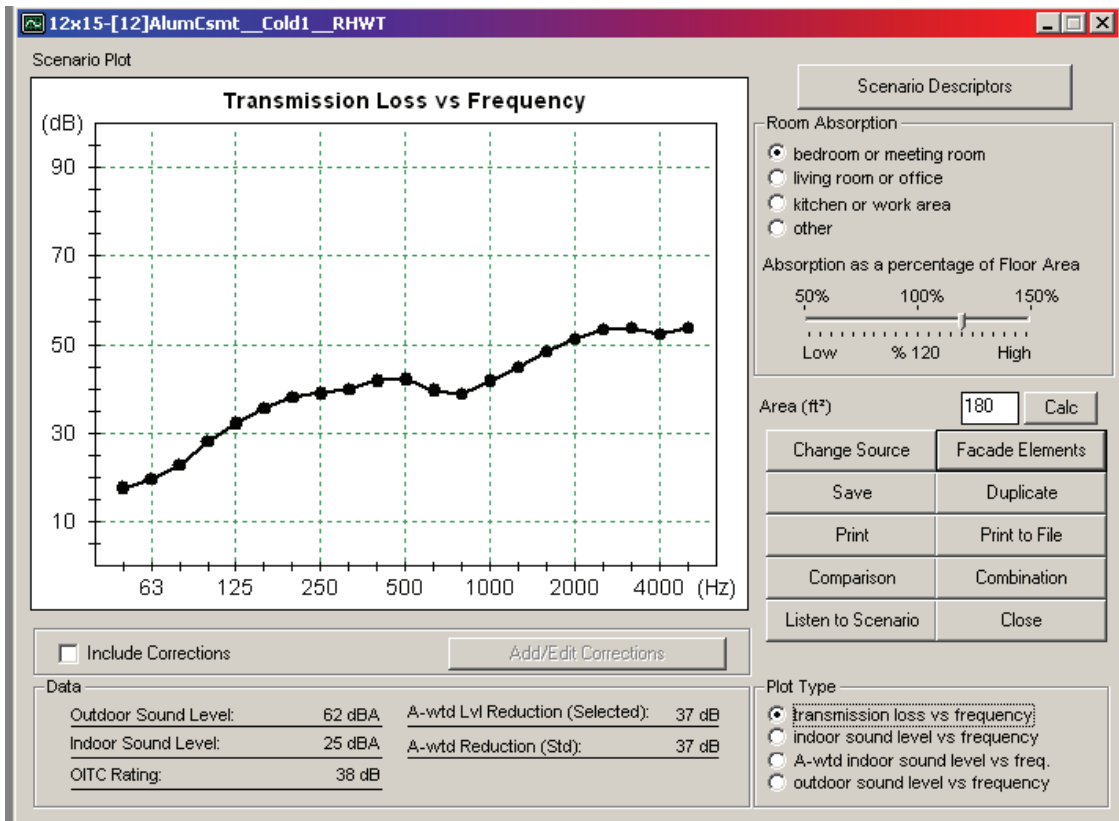 12x15-[12]AlumCsmt__Cold1__RHWT
Scenario Plot
Transmission Loss vs Frequency
(dB)
90
70
50
30
10
63 125 250 500 1000 2000 4000 (Hz)
Include Corrections
Add/Edit Corrections
Data
Outdoor Sound Level: 62 dBA
Indoor Sound Level: 25 dBA
OITC Rating: 38 dB
A-wtd Lvl Reduction (Selected): 37 dB
A-wtd Reduction (Std): 37 dB
Scenario Descriptors
Room Absorption
bedroom or meeting room
living room or office
kitchen or work area
other
Absorption as a percentage of Floor Area
50% 100% 150%
Low % 120 High
Area (ft²) 180 Calc
Change Source Facade Elements
Save Duplicate
Print Print to File
Comparison Combination
Listen to Scenario Close
Plot Type
transmission loss vs frequency
indoor sound level vs frequency
A-wtd indoor sound level vs freq.
outdoor sound level vs frequency